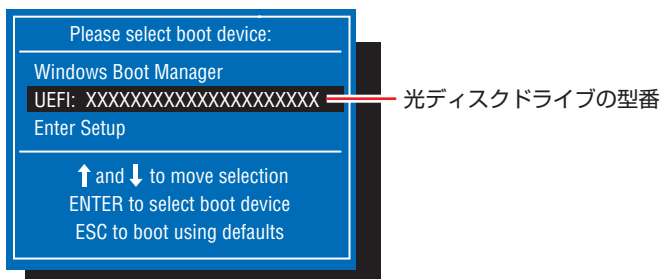 Please select boot device:
Windows Boot Manager
UEFI: XXXXXXXXXXXXXXXXXXXXX
光ディスクドライブの型番
Enter Setup
↑ and ↓ to move selection
ENTER to select boot device
ESC to boot using defaults